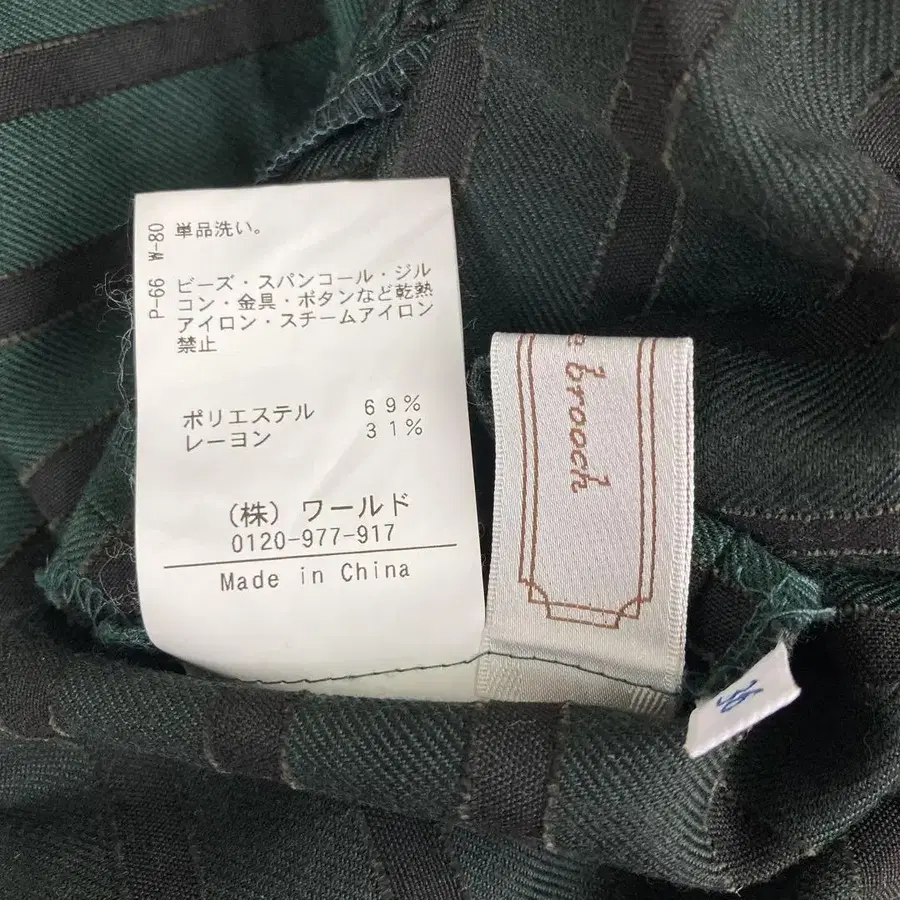 08-W
P-66
単品洗い。
ビーズ・スパンコール・ジル
コン・金具・ボタンなど乾熱
アイロン・スチームアイロン
禁止
ポリエステル 69%
レーヨン 31%
(株) ワールド
0120-977-917
Made in China
e brooch
36